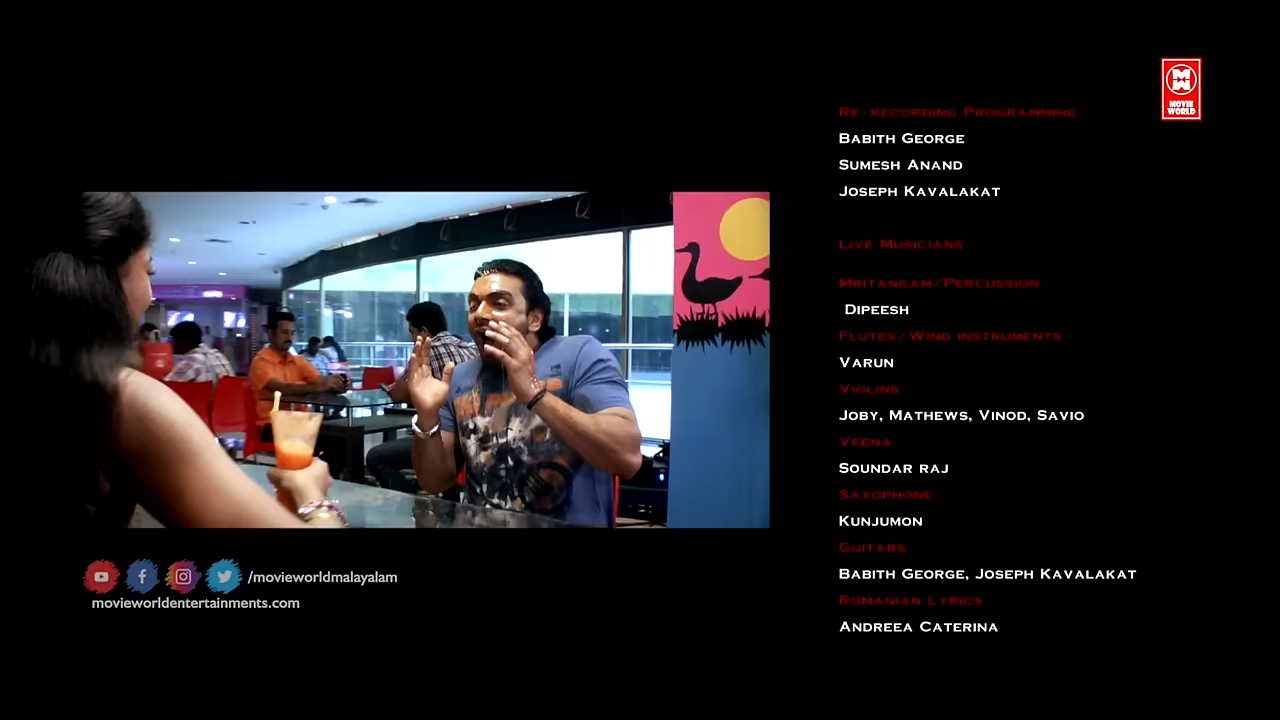 MOVIE
WORLD
RE-RECORDING PROGRAMMING
BABITH GEORGE
SUMESH ANAND
JOSEPH KAVALAKAT
LIVE MUSICIANS
MRITANGAM/PERCUSSION
DIPEESH
FLUTES/WIND INSTRUMENTS
VARUN
VIOLINS
JOBY, MATHEWS, VINOD, SAVIO
VEENA
SOUNDAR RAJ
SAXOPHONE
KUNJUMON
GUITARS
BABITH GEORGE, JOSEPH KAVALAKAT
ROMANIAN LYRICS
ANDREEA CATERINA
/movieworldmalayalam
movieworldentertainments.com